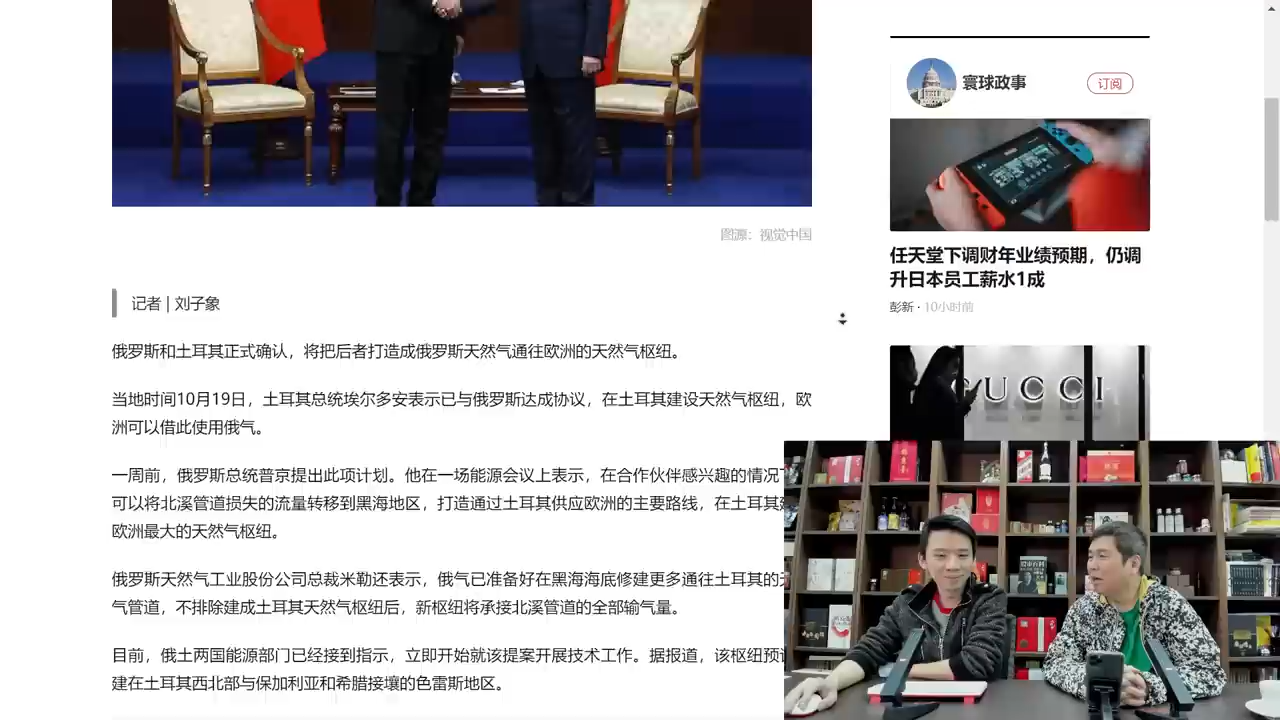 图源：视觉中国
记者 | 刘子象
俄罗斯和土耳其正式确认，将把后者打造成俄罗斯天然气通往欧洲的天然气枢纽。
当地时间10月19日，土耳其总统埃尔多安表示已与俄罗斯达成协议，在土耳其建设天然气枢纽，欧
洲可以借此使用俄气。
一周前，俄罗斯总统普京提出此项计划。他在一场能源会议上表示，在合作伙伴感兴趣的情况
可以将北溪管道损失的流量转移到黑海地区，打造通过土耳其供应欧洲的主要路线，在土耳其
欧洲最大的天然气枢纽。
俄罗斯天然气工业股份公司总裁米勒还表示，俄气已准备好在黑海海底修建更多通往土耳其的
气管道，不排除建成土耳其天然气枢纽后，新枢纽将承接北溪管道的全部输气量。
目前，俄土两国能源部门已经接到指示，立即开始就该提案开展技术工作。据报道，该枢纽预
建在土耳其西北部与保加利亚和希腊接壤的色雷斯地区。
寰球政事
订阅
任天堂下调财年业绩预期，仍调
升日本员工薪水1成
彭新 · 10小时前
GUCCI